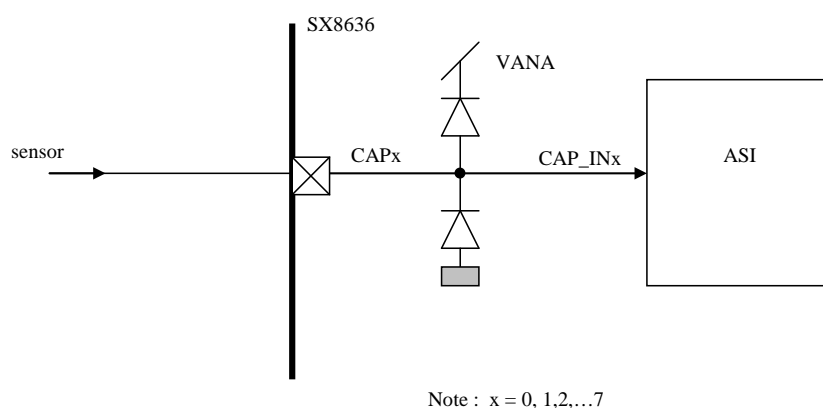 SX8636
VANA
sensor
CAPx
CAP_INx
ASI
Note : x = 0, 1,2,…7